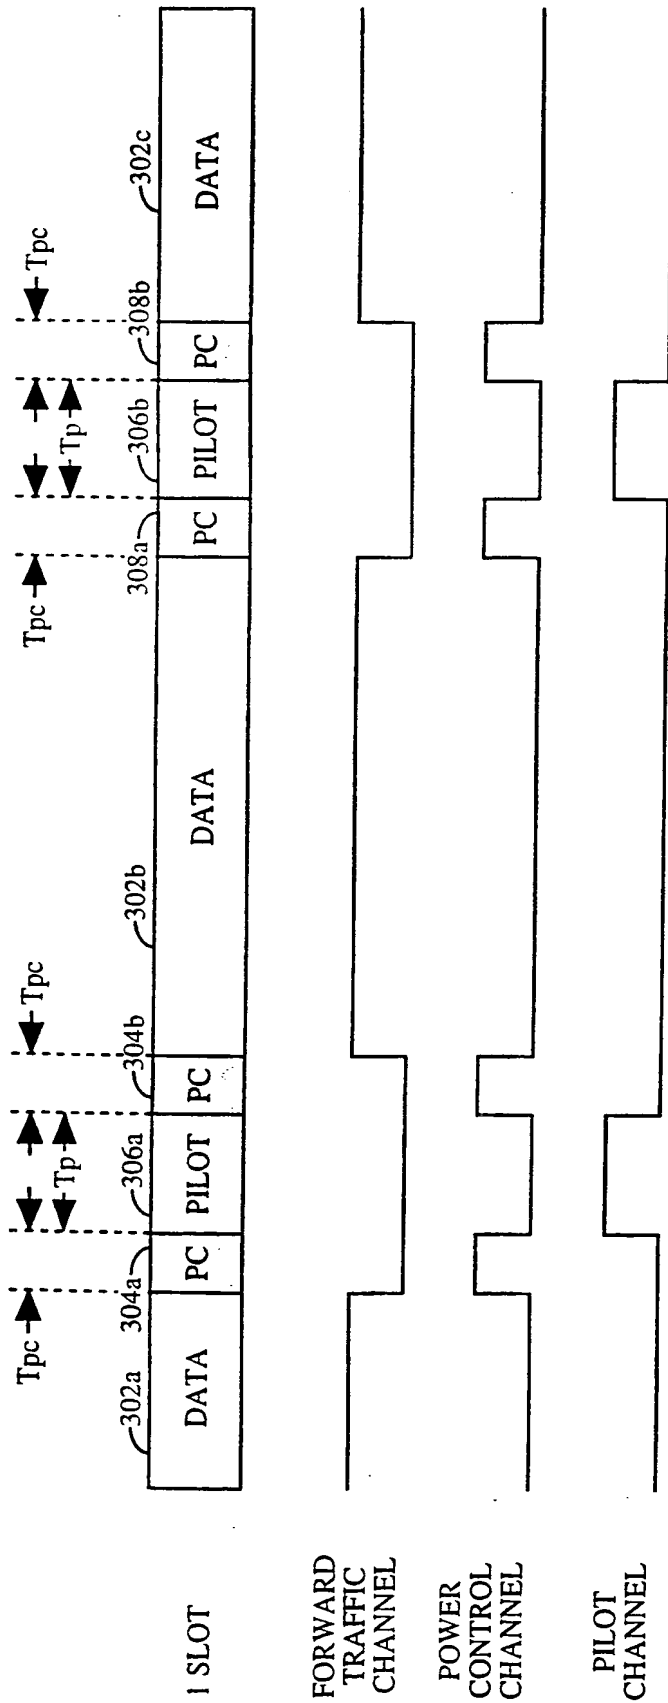 Tpc Tpc Tpc Tpc
Tp Tp
302a 304a 306a 304b 302b 308a 306b 308b 302c
1 SLOT DATA PC PILOT PC DATA PC PILOT PC DATA
FORWARD
TRAFFIC
CHANNEL
POWER
CONTROL
CHANNEL
PILOT
CHANNEL